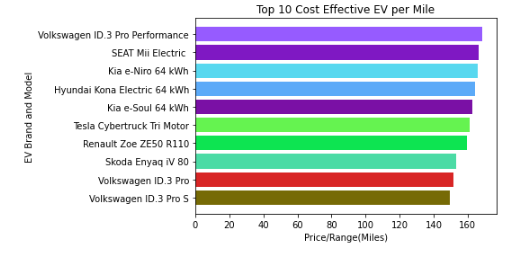 Top 10 Cost Effective EV per Mile
EV Brand and Model
Volkswagen ID.3 Pro Performance
SEAT Mii Electric
Kia e-Niro 64 kWh
Hyundai Kona Electric 64 kWh
Kia e-Soul 64 kWh
Tesla Cybertruck Tri Motor
Renault Zoe ZE50 R110
Skoda Enyaq iV 80
Volkswagen ID.3 Pro
Volkswagen ID.3 Pro S
0 20 40 60 80 100 120 140 160
Price/Range(Miles)